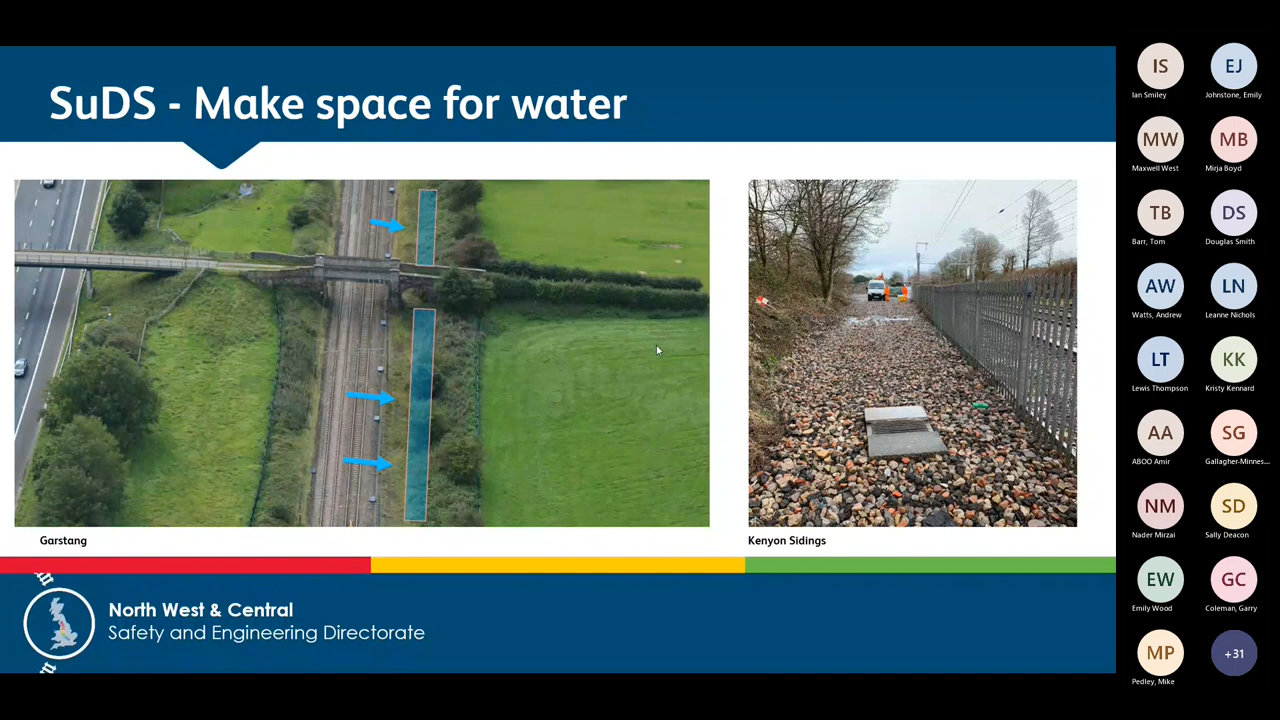 SuDS - Make space for water
Garstang
Kenyon Sidings
North West & Central
Safety and Engineering Directorate
IS
Ian Smiley
EJ
Johnstone, Emily
MW
Maxwell West
MB
Mirja Boyd
TB
Barr, Tom
DS
Douglas Smith
AW
Watts, Andrew
LN
Leanne Nichols
LT
Lewis Thompson
KK
Kristy Kennard
AA
ABOO Amir
SG
Gallagher-Minnes...
NM
Nader Mirzai
SD
Sally Deacon
EW
Emily Wood
GC
Coleman, Garry
MP
Pedley, Mike
+31